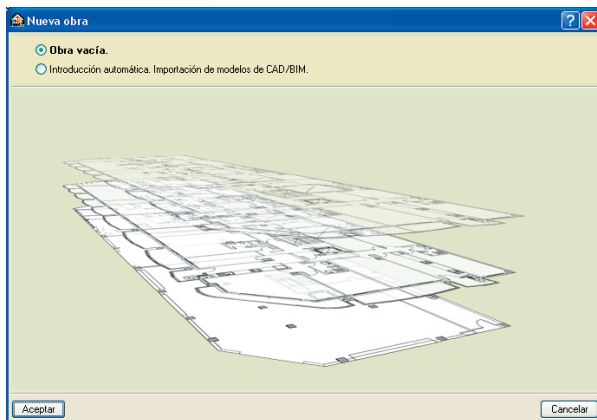 Nueva obra
Obra vacía.
Introducción automática. Importación de modelos de CAD/BIM.
Aceptar
Cancelar